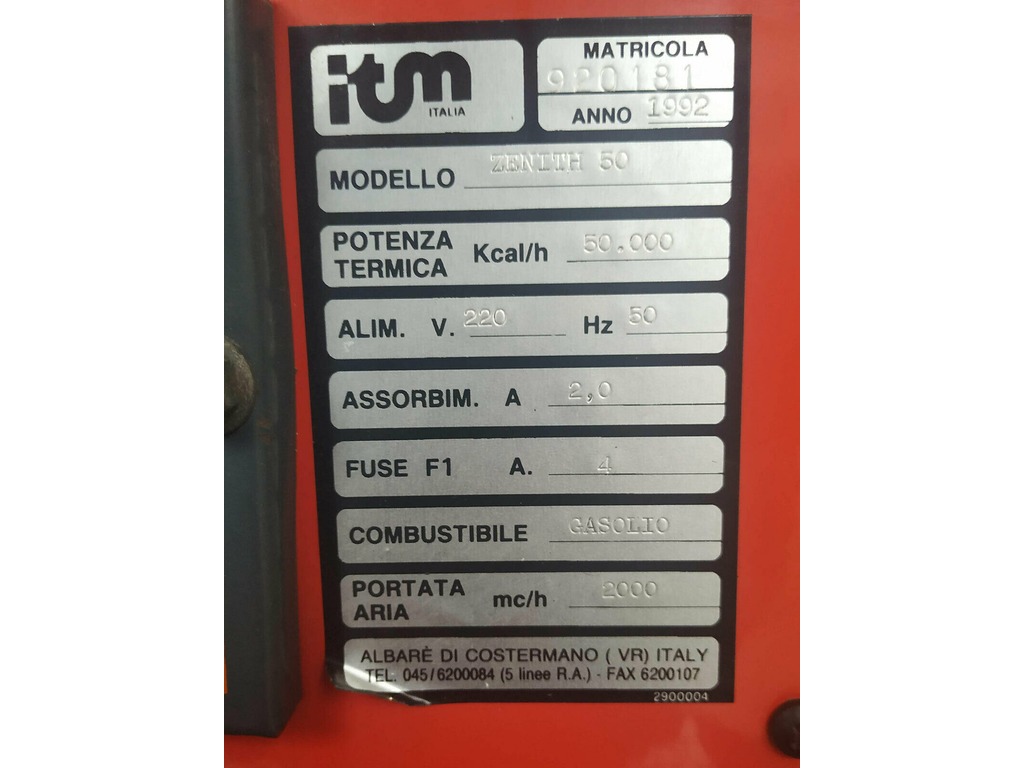 itm
ITALIA
MATRICOLA
920181
ANNO 1992
MODELLO ZENITH 50
POTENZA
TERMICA Kcal/h 50.000
ALIM. V. 220 Hz 50
ASSORBIM. A 2,0
FUSE F1 A. 4
COMBUSTIBILE GASOLIO
PORTATA
ARIA mc/h 2000
ALBARÈ DI COSTERMANO ( VR) ITALY
TEL. 045/6200084 (5 linee R.A.) - FAX 6200107
2900004